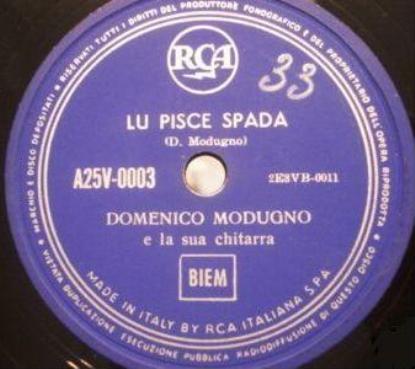 RISERVATI TUTTI I DIRITTI DEL PRODUTTORE FONOGRAFICO E DEL PROPRIETARIO DELL'OPERA RIPRODOTTA
MARCHIO E DISCO DEPOSITATI
RCA
33
LU PISCE SPADA
(D. Modugno)
A25V-0003
2E3VB-0011
DOMENICO MODUGNO
e la sua chitarra
BIEM
MADE IN ITALY BY RCA ITALIANA S.P.A.
VIETATA DUPLICAZIONE ESECUZIONE PUBBLICA RADIODIFFUSIONE DI QUESTO DISCO